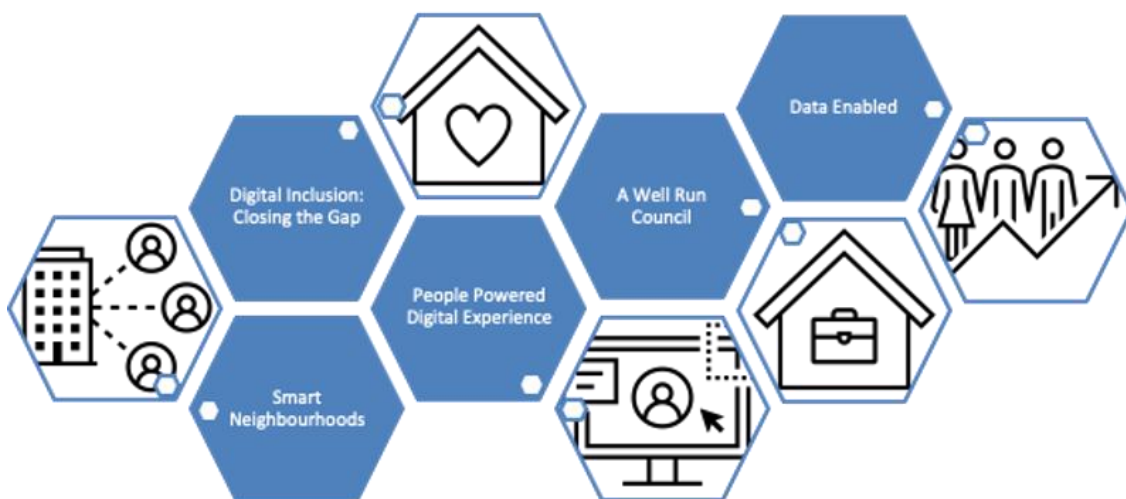 Data Enabled
Digital Inclusion:
Closing the Gap
A Well Run
Council
People Powered
Digital Experience
Smart
Neighbourhoods